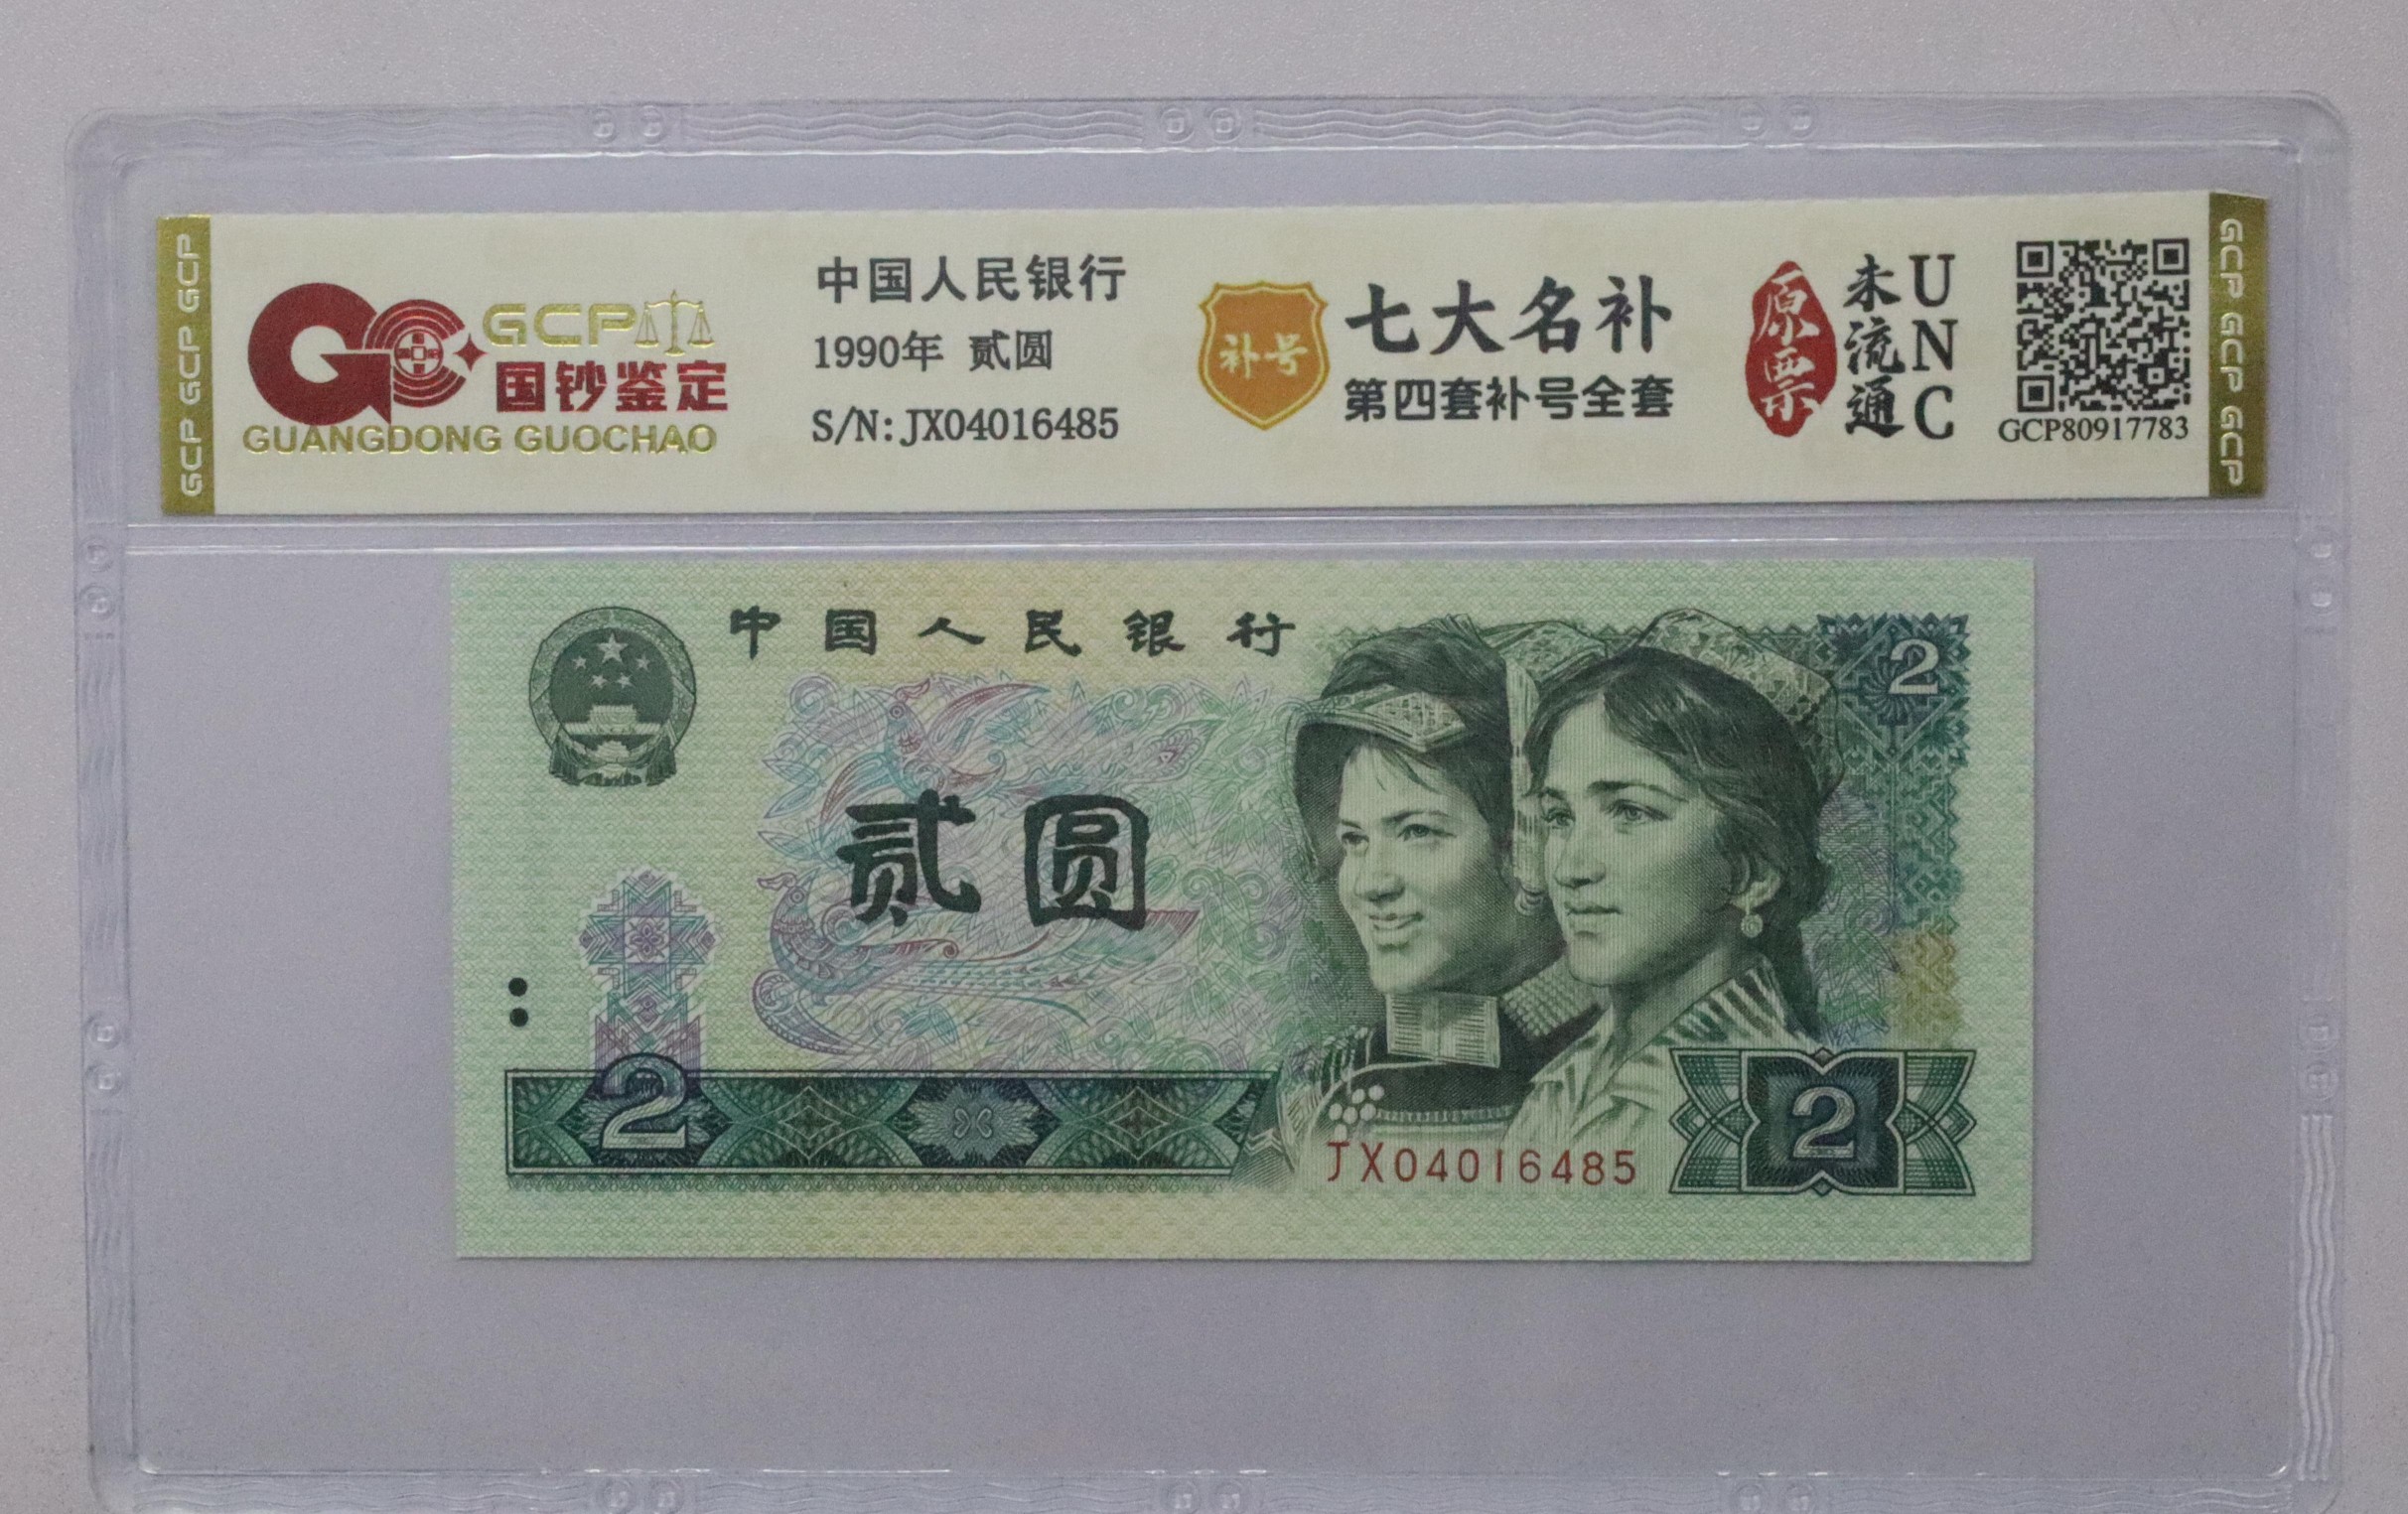 GCP GCP GCP
GCP
国钞鉴定
GUANGDONG GUOCHAO
中国人民银行
1990年 贰圆
S/N: JX04016485
补号
七大名补
第四套补号全套
原票
未流通
UNC
GCP80917783
GCP GCP GCP
中国人民银行
2
贰圆
2
JX04016485
2